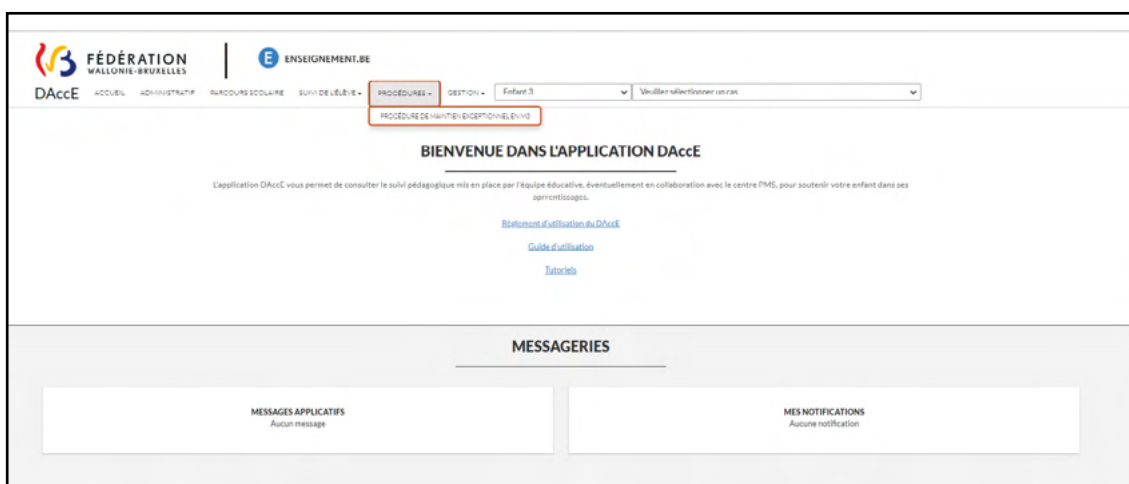 FÉDÉRATION
WALLONIE-BRUXELLES
E ENSEIGNEMENT.BE
DAccE ACCUEIL ADMINISTRATIF PARCOURS SCOLAIRE SUIVI DE L'ÉLÈVE PROCÉDURES GESTION Enfant 3 Veuillez sélectionner un cas
PROCÉDURE DE MAINTIEN EXCEPTIONNEL EN M3
BIENVENUE DANS L'APPLICATION DAccE
L'application DAccE vous permet de consulter le suivi pédagogique mis en place par l'équipe éducative, éventuellement en collaboration avec le centre PMS, pour soutenir votre enfant dans ses
apprentissages.
Règlement d'utilisation du DAccE
Guide d'utilisation
Tutoriels
MESSAGERIES
MESSAGES APPLICATIFS MES NOTIFICATIONS
Aucun message Aucune notification